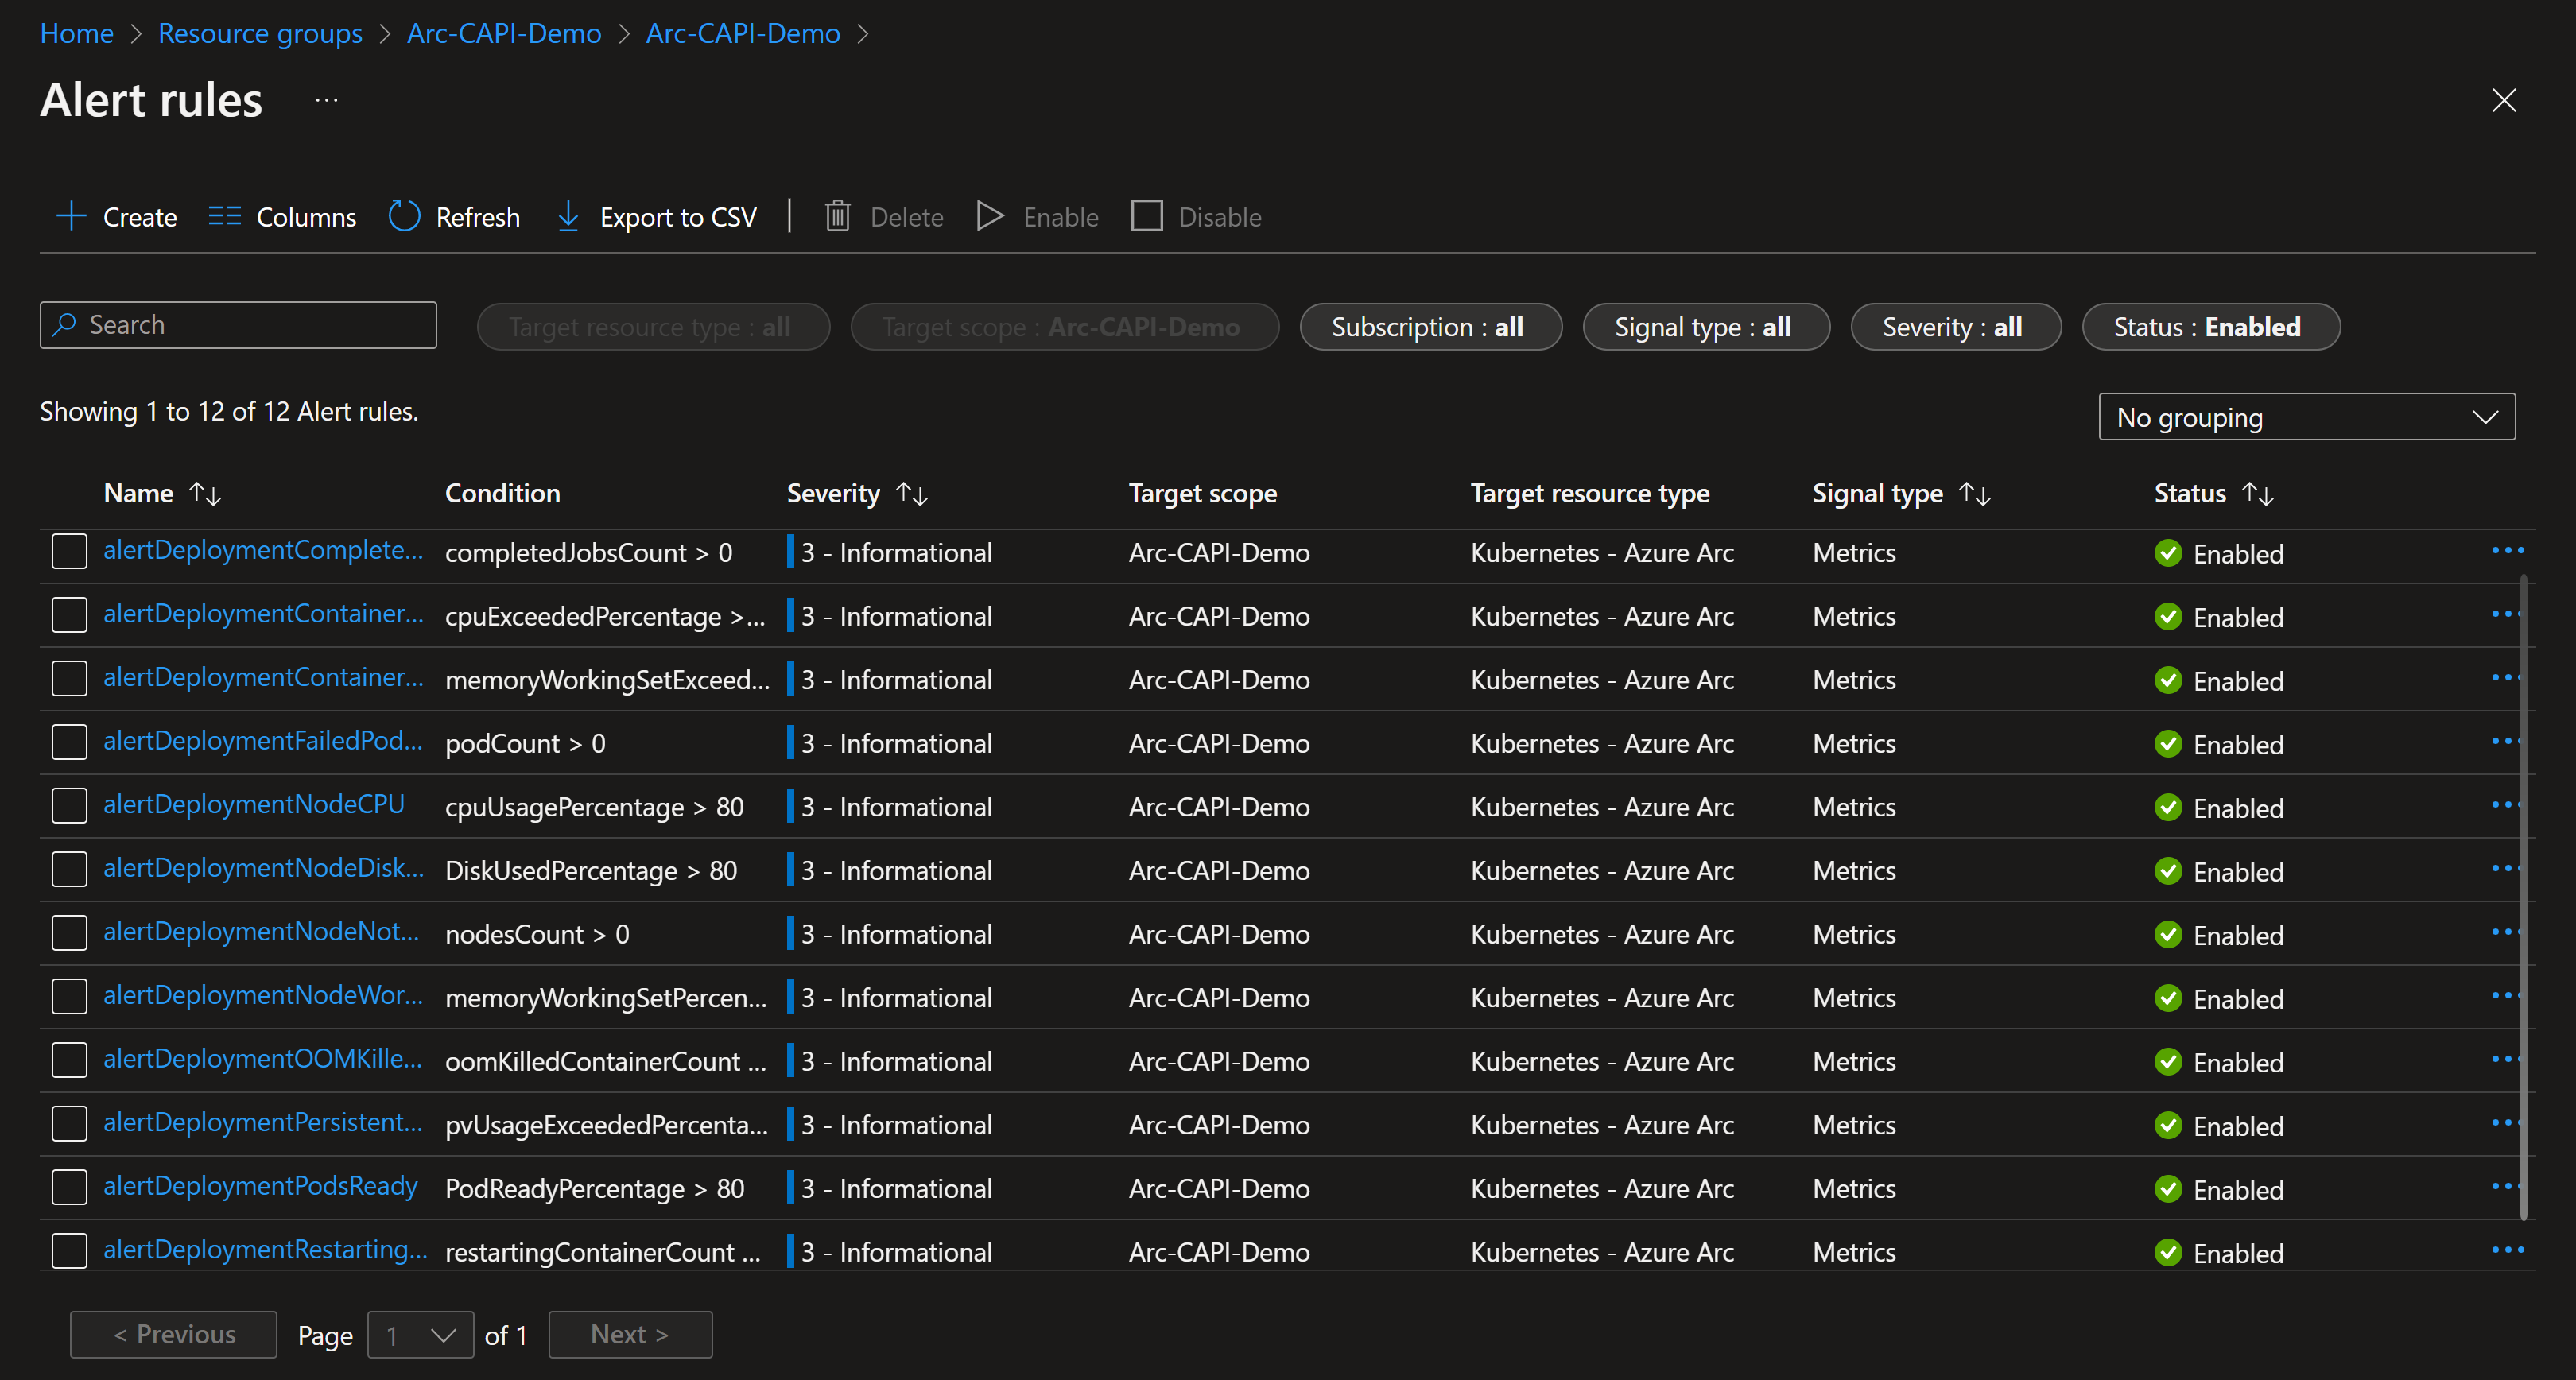 Home > Resource groups > Arc-CAPI-Demo > Arc-CAPI-Demo >
Alert rules ...
Create Columns Refresh Export to CSV | Delete Enable Disable
Search Target resource type : all Target scope : Arc-CAPI-Demo Subscription : all Signal type : all Severity : all Status : Enabled
Showing 1 to 12 of 12 Alert rules. No grouping
Name Condition Severity Target scope Target resource type Signal type Status
alertDeploymentComplete... completedJobsCount > 0 3 - Informational Arc-CAPI-Demo Kubernetes - Azure Arc Metrics Enabled
alertDeploymentContainer... cpuExceededPercentage >... 3 - Informational Arc-CAPI-Demo Kubernetes - Azure Arc Metrics Enabled
alertDeploymentContainer... memoryWorkingSetExceed... 3 - Informational Arc-CAPI-Demo Kubernetes - Azure Arc Metrics Enabled
alertDeploymentFailedPod... podCount > 0 3 - Informational Arc-CAPI-Demo Kubernetes - Azure Arc Metrics Enabled
alertDeploymentNodeCPU cpuUsagePercentage > 80 3 - Informational Arc-CAPI-Demo Kubernetes - Azure Arc Metrics Enabled
alertDeploymentNodeDisk... DiskUsedPercentage > 80 3 - Informational Arc-CAPI-Demo Kubernetes - Azure Arc Metrics Enabled
alertDeploymentNodeNot... nodesCount > 0 3 - Informational Arc-CAPI-Demo Kubernetes - Azure Arc Metrics Enabled
alertDeploymentNodeWor... memoryWorkingSetPercen... 3 - Informational Arc-CAPI-Demo Kubernetes - Azure Arc Metrics Enabled
alertDeploymentOOMKille... oomKilledContainerCount ... 3 - Informational Arc-CAPI-Demo Kubernetes - Azure Arc Metrics Enabled
alertDeploymentPersistent... pvUsageExceededPercenta... 3 - Informational Arc-CAPI-Demo Kubernetes - Azure Arc Metrics Enabled
alertDeploymentPodsReady PodReadyPercentage > 80 3 - Informational Arc-CAPI-Demo Kubernetes - Azure Arc Metrics Enabled
alertDeploymentRestarting... restartingContainerCount ... 3 - Informational Arc-CAPI-Demo Kubernetes - Azure Arc Metrics Enabled
< Previous Page 1 of 1 Next >